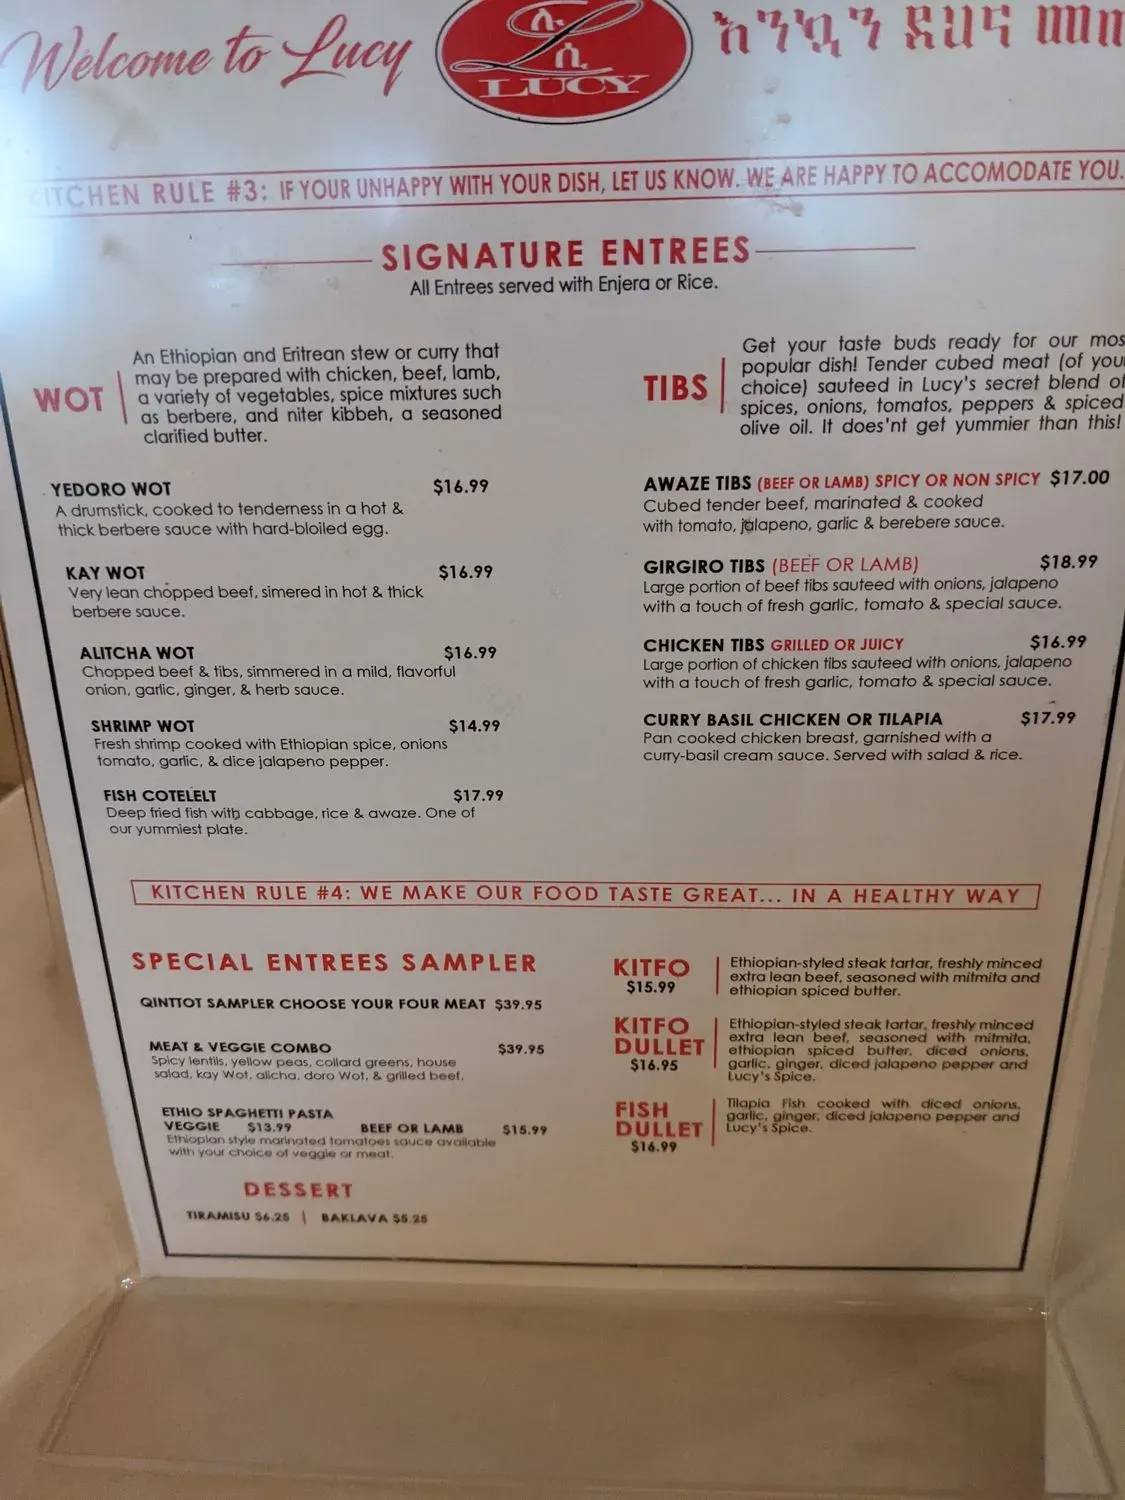 Welcome to Lucy
ሉሲ
LUCY
እንኳን ደህና
KITCHEN RULE #3: IF YOUR UNHAPPY WITH YOUR DISH, LET US KNOW. WE ARE HAPPY TO ACCOMODATE YOU.
SIGNATURE ENTREES
All Entrees served with Enjera or Rice.
WOT
An Ethiopian and Eritrean stew or curry that
may be prepared with chicken, beef, lamb,
a variety of vegetables, spice mixtures such
as berbere, and niter kibbeh, a seasoned
clarified butter.
YEDORO WOT $16.99
A drumstick, cooked to tenderness in a hot &
thick berbere sauce with hard-bloiled egg.
KAY WOT $16.99
Very lean chopped beef, simered in hot & thick
berbere sauce.
ALITCHA WOT $16.99
Chopped beef & tibs, simmered in a mild, flavorful
onion, garlic, ginger, & herb sauce.
SHRIMP WOT $14.99
Fresh shrimp cooked with Ethiopian spice, onions
tomato, garlic, & dice jalapeno pepper.
FISH COTELELT $17.99
Deep fried fish with cabbage, rice & awaze. One of
our yummiest plate.
TIBS
Get your taste buds ready for our mos
popular dish! Tender cubed meat (of you
choice) sauteed in Lucy's secret blend of
spices, onions, tomatos, peppers & spiced
olive oil. It does'nt get yummier than this!
AWAZE TIBS (BEEF OR LAMB) SPICY OR NON SPICY $17.00
Cubed tender beef, marinated & cooked
with tomato, jalapeno, garlic & berebere sauce.
GIRGIRO TIBS (BEEF OR LAMB) $18.99
Large portion of beef tibs sauteed with onions, jalapeno
with a touch of fresh garlic, tomato & special sauce.
CHICKEN TIBS GRILLED OR JUICY $16.99
Large portion of chicken tibs sauteed with onions, jalapeno
with a touch of fresh garlic, tomato & special sauce.
CURRY BASIL CHICKEN OR TILAPIA $17.99
Pan cooked chicken breast, garnished with a
curry-basil cream sauce. Served with salad & rice.
KITCHEN RULE #4: WE MAKE OUR FOOD TASTE GREAT... IN A HEALTHY WAY
SPECIAL ENTREES SAMPLER
QINTTOT SAMPLER CHOOSE YOUR FOUR MEAT $39.95
MEAT & VEGGIE COMBO $39.95
Spicy lentils, yellow peas, collard greens, house
salad, kay Wot, alicha, doro Wot, & grilled beef.
ETHIO SPAGHETTI PASTA
VEGGIE $13.99 BEEF OR LAMB $15.99
Ethiopian style marinated tomatoes sauce available
with your choice of veggie or meat.
DESSERT
TIRAMISU $6.25 | BAKLAVA $5.25
KITFO
$15.99
Ethiopian-styled steak tartar, freshly minced
extra lean beef, seasoned with mitmita and
ethiopian spiced butter.
KITFO
DULLET
$16.95
Ethiopian-styled steak tartar, freshly minced
extra lean beef, seasoned with mitmita,
ethiopian spiced butter, diced onions,
garlic, ginger, diced jalapeno pepper and
Lucy's Spice.
FISH
DULLET
$16.99
Tilapia Fish cooked with diced onions,
garlic, ginger, diced jalapeno pepper and
Lucy's Spice.